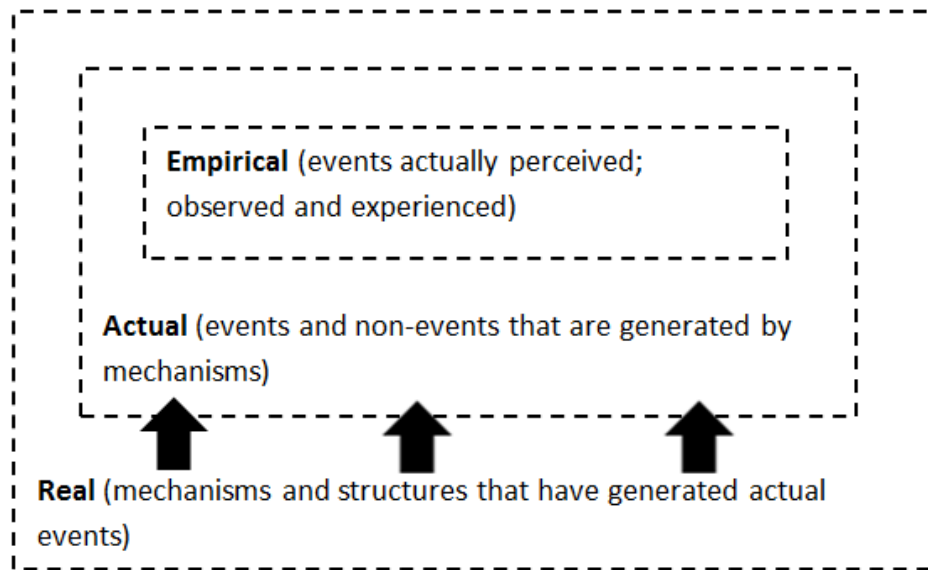 Empirical (events actually perceived;
observed and experienced)
Actual (events and non-events that are generated by
mechanisms)
Real (mechanisms and structures that have generated actual
events)